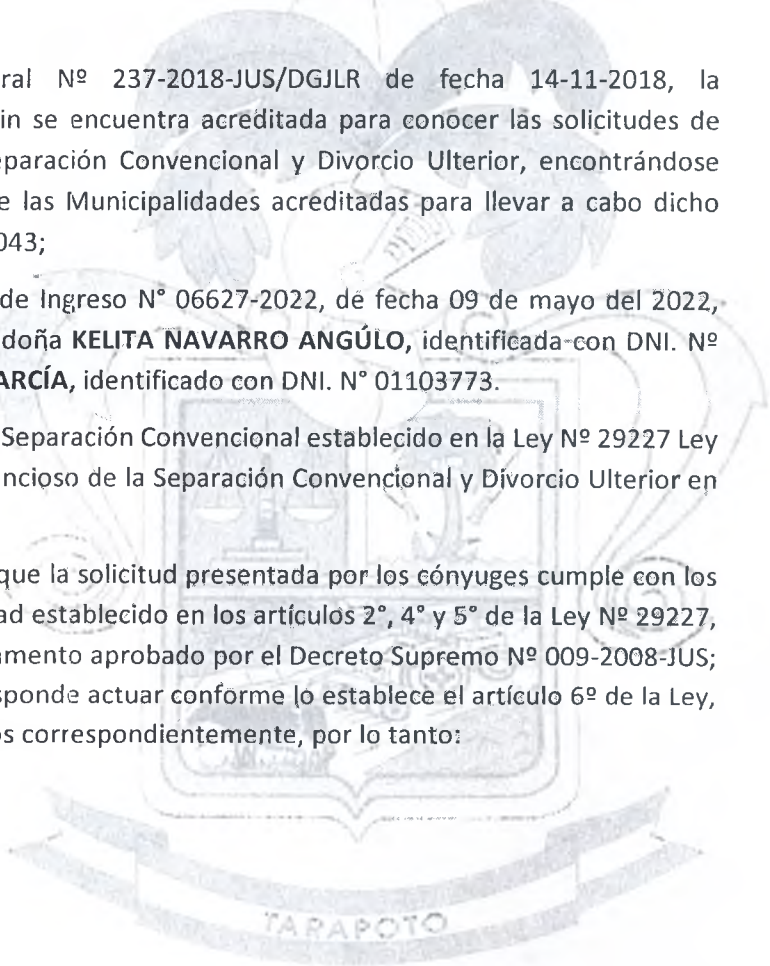 ral Nº 237-2018-JUS/DGJLR de fecha 14-11-2018, la
in se encuentra acreditada para conocer las solicitudes de
eparación Convencional y Divorcio Ulterior, encontrándose
e las Municipalidades acreditadas para llevar a cabo dicho
043;
de Ingreso N° 06627-2022, de fecha 09 de mayo del 2022,
doña KELITA NAVARRO ANGÚLO, identificada con DNI. Nº
ARCÍA, identificado con DNI. N° 01103773.
Separación Convencional establecido en la Ley Nº 29227 Ley
ncioso de la Separación Convencional y Divorcio Ulterior en
que la solicitud presentada por los cónyuges cumple con los
ad establecido en los artículos 2°, 4° y 5° de la Ley Nº 29227,
amento aprobado por el Decreto Supremo Nº 009-2008-JUS;
sponde actuar conforme lo establece el artículo 6º de la Ley,
os correspondientemente, por lo tanto:
TARAPOTO